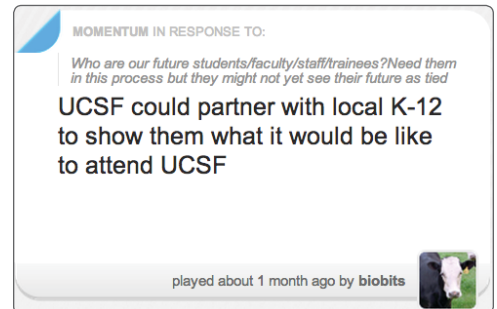 MOMENTUM IN RESPONSE TO:
Who are our future students/faculty/staff/trainees?Need them
in this process but they might not yet see their future as tied
UCSF could partner with local K-12
to show them what it would be like
to attend UCSF
played about 1 month ago by biobits